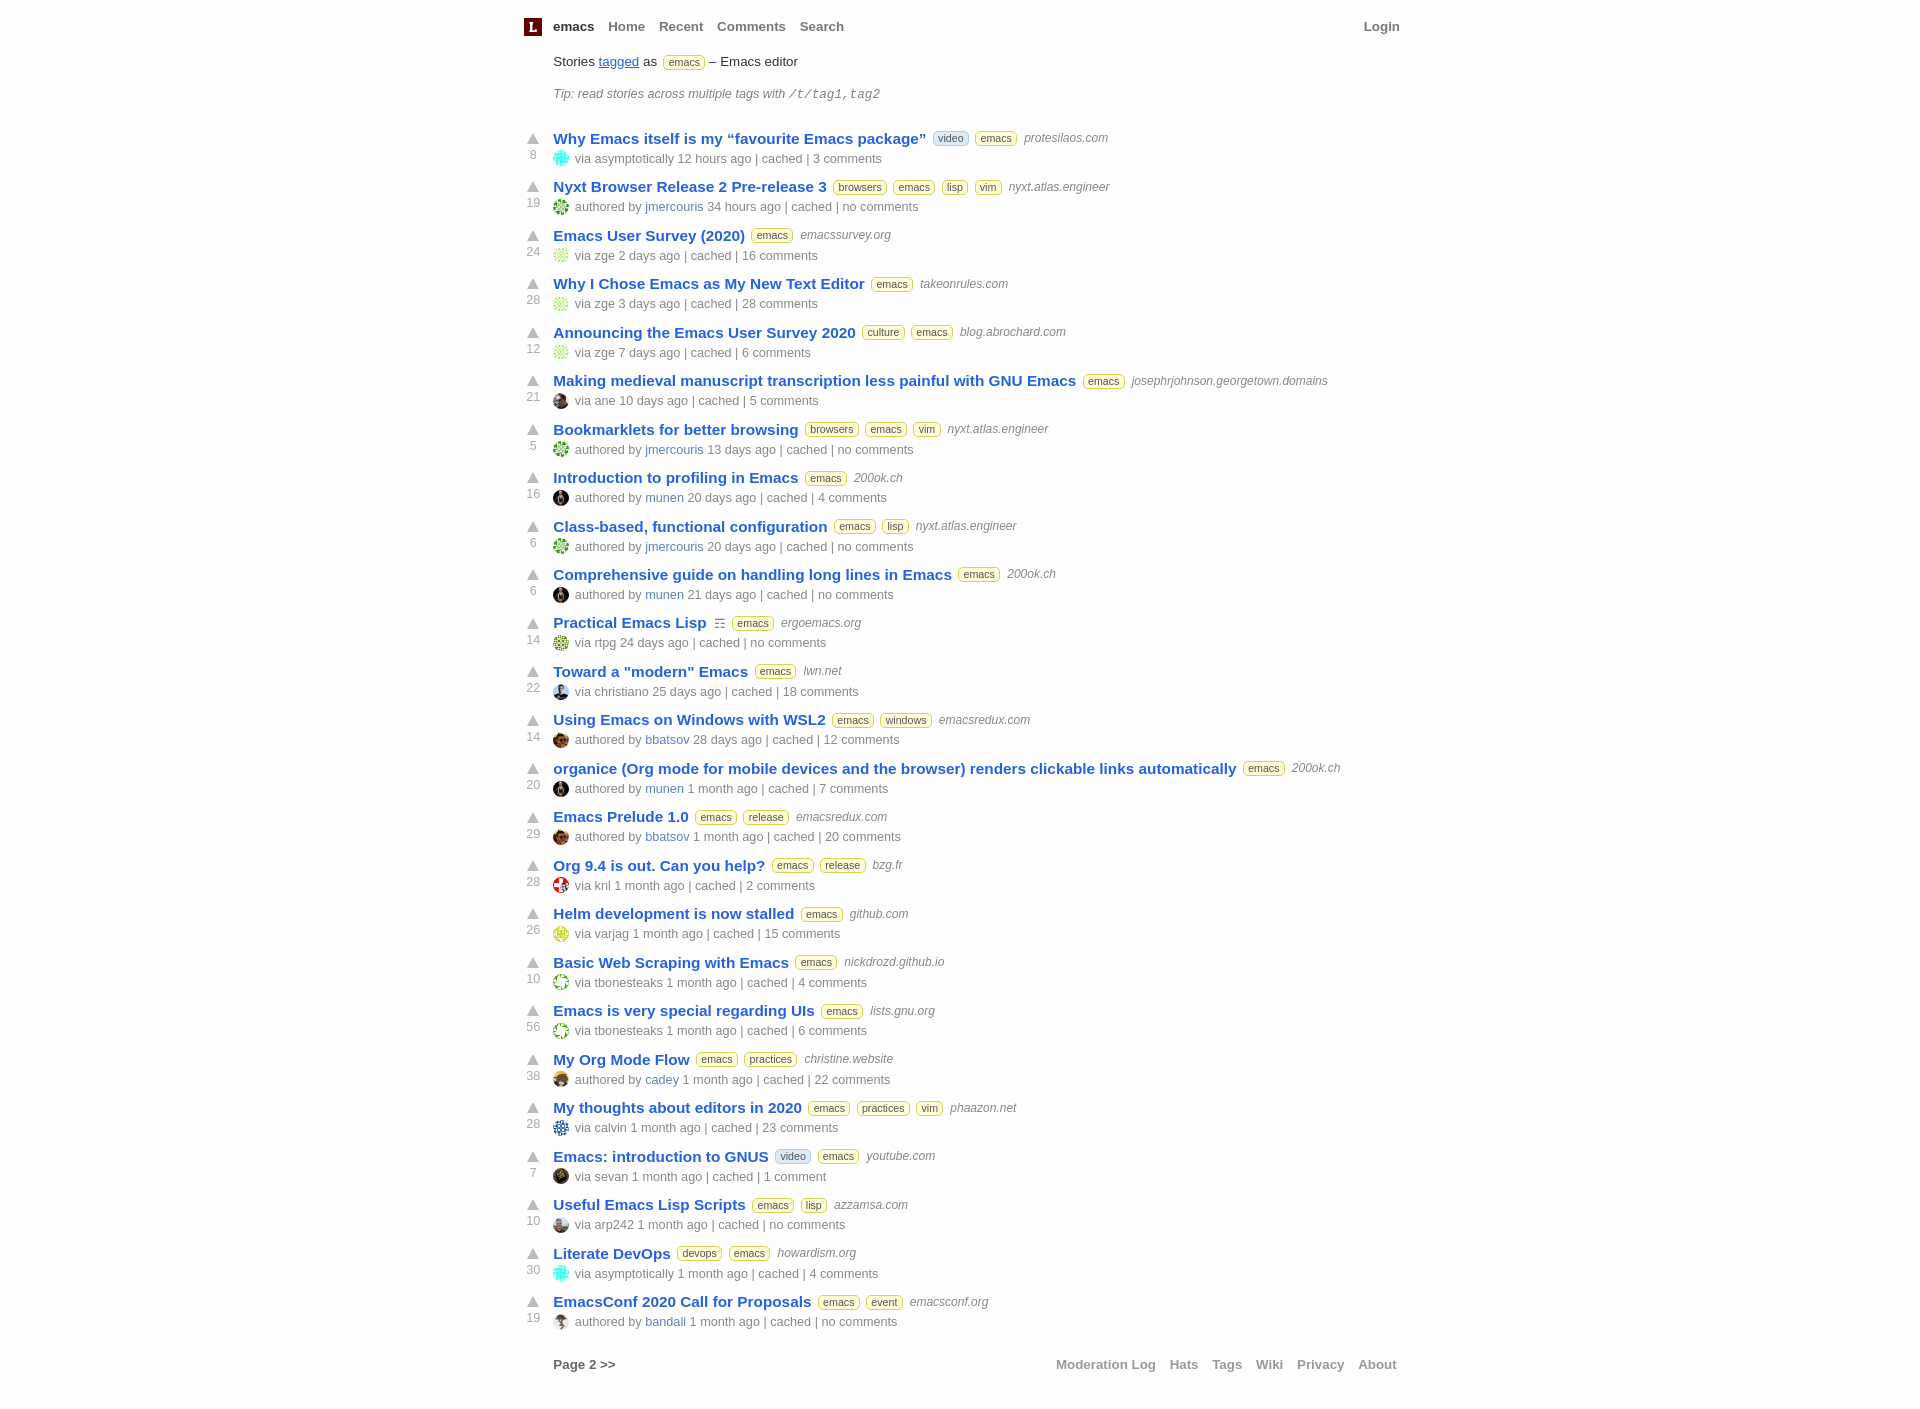 L emacs Home Recent Comments Search Login
Stories tagged as emacs – Emacs editor
Tip: read stories across multiple tags with /t/tag1,tag2
Why Emacs itself is my “favourite Emacs package” video emacs protesilaos.com
8 via asymptotically 12 hours ago | cached | 3 comments
Nyxt Browser Release 2 Pre-release 3 browsers emacs lisp vim nyxt.atlas.engineer
19 authored by jmercouris 34 hours ago | cached | no comments
Emacs User Survey (2020) emacs emacssurvey.org
24 via zge 2 days ago | cached | 16 comments
Why I Chose Emacs as My New Text Editor emacs takeonrules.com
28 via zge 3 days ago | cached | 28 comments
Announcing the Emacs User Survey 2020 culture emacs blog.abrochard.com
12 via zge 7 days ago | cached | 6 comments
Making medieval manuscript transcription less painful with GNU Emacs emacs josephrjohnson.georgetown.domains
21 via ane 10 days ago | cached | 5 comments
Bookmarklets for better browsing browsers emacs vim nyxt.atlas.engineer
5 authored by jmercouris 13 days ago | cached | no comments
Introduction to profiling in Emacs emacs 200ok.ch
16 authored by munen 20 days ago | cached | 4 comments
Class-based, functional configuration emacs lisp nyxt.atlas.engineer
6 authored by jmercouris 20 days ago | cached | no comments
Comprehensive guide on handling long lines in Emacs emacs 200ok.ch
6 authored by munen 21 days ago | cached | no comments
Practical Emacs Lisp ☶ emacs ergoemacs.org
14 via rtpg 24 days ago | cached | no comments
Toward a "modern" Emacs emacs lwn.net
22 via christiano 25 days ago | cached | 18 comments
Using Emacs on Windows with WSL2 emacs windows emacsredux.com
14 authored by bbatsov 28 days ago | cached | 12 comments
organice (Org mode for mobile devices and the browser) renders clickable links automatically emacs 200ok.ch
20 authored by munen 1 month ago | cached | 7 comments
Emacs Prelude 1.0 emacs release emacsredux.com
29 authored by bbatsov 1 month ago | cached | 20 comments
Org 9.4 is out. Can you help? emacs release bzg.fr
28 via knl 1 month ago | cached | 2 comments
Helm development is now stalled emacs github.com
26 via varjag 1 month ago | cached | 15 comments
Basic Web Scraping with Emacs emacs nickdrozd.github.io
10 via tbonesteaks 1 month ago | cached | 4 comments
Emacs is very special regarding UIs emacs lists.gnu.org
56 via tbonesteaks 1 month ago | cached | 6 comments
My Org Mode Flow emacs practices christine.website
38 authored by cadey 1 month ago | cached | 22 comments
My thoughts about editors in 2020 emacs practices vim phaazon.net
28 via calvin 1 month ago | cached | 23 comments
Emacs: introduction to GNUS video emacs youtube.com
7 via sevan 1 month ago | cached | 1 comment
Useful Emacs Lisp Scripts emacs lisp azzamsa.com
10 via arp242 1 month ago | cached | no comments
Literate DevOps devops emacs howardism.org
30 via asymptotically 1 month ago | cached | 4 comments
EmacsConf 2020 Call for Proposals emacs event emacsconf.org
19 authored by bandali 1 month ago | cached | no comments
Page 2 >> Moderation Log Hats Tags Wiki Privacy About